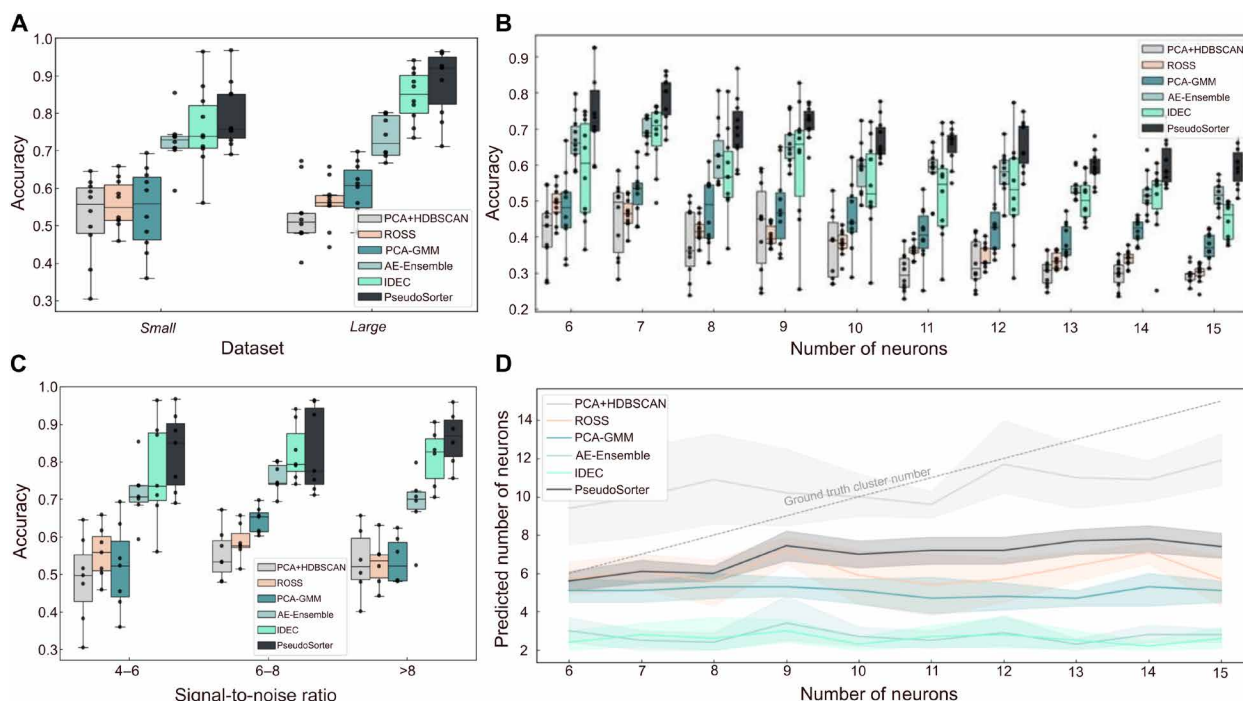 A
1.0
0.9
0.8
0.7
0.6
0.5
0.4
0.3
Accuracy
PCA+HDBSCAN
ROSS
PCA-GMM
AE-Ensemble
IDEC
PseudoSorter
Small
Large
Dataset
B
0.9
0.8
0.7
0.6
0.5
0.4
0.3
0.2
Accuracy
PCA+HDBSCAN
ROSS
PCA-GMM
AE-Ensemble
IDEC
PseudoSorter
6 7 8 9 10 11 12 13 14 15
Number of neurons
C
1.0
0.9
0.8
0.7
0.6
0.5
0.4
0.3
Accuracy
PCA+HDBSCAN
ROSS
PCA-GMM
AE-Ensemble
IDEC
PseudoSorter
4–6
6–8
>8
Signal-to-noise ratio
D
14
12
10
8
6
4
2
Predicted number of neurons
PCA+HDBSCAN
ROSS
PCA-GMM
AE-Ensemble
IDEC
PseudoSorter
Ground truth cluster number
6 7 8 9 10 11 12 13 14 15
Number of neurons